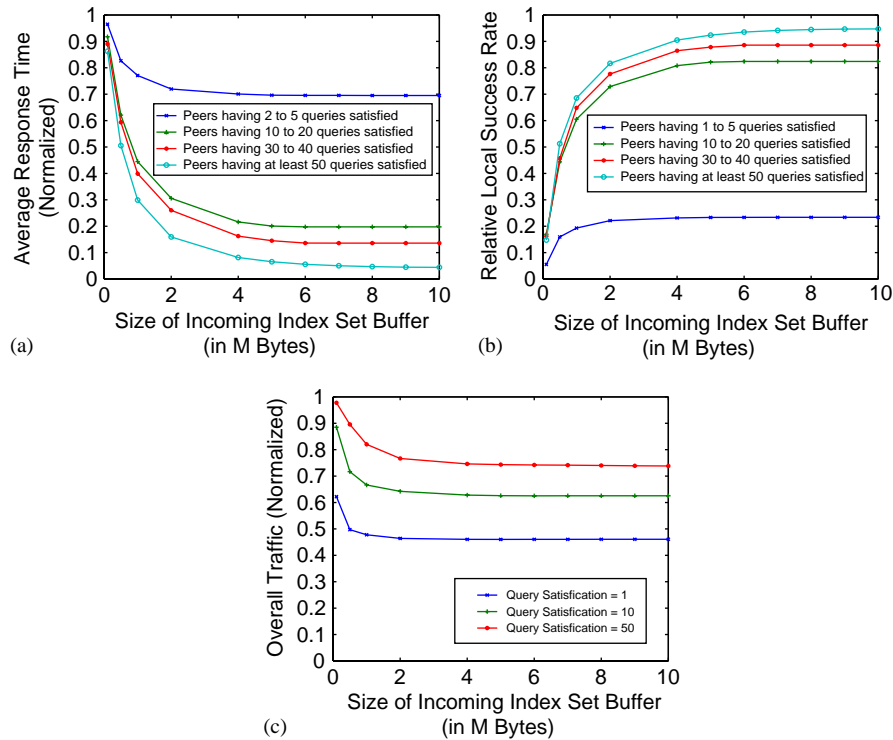 1
0.9
0.8
0.7
0.6
0.5
0.4
0.3
0.2
0.1
0
Average Response Time
(Normalized)
Peers having 2 to 5 queries satisfied
Peers having 10 to 20 queries satisfied
Peers having 30 to 40 queries satisfied
Peers having at least 50 queries satisfied
0 2 4 6 8 10
Size of Incoming Index Set Buffer
(in M Bytes)
(a)
1
0.9
0.8
0.7
0.6
0.5
0.4
0.3
0.2
0.1
0
Relative Local Success Rate
Peers having 1 to 5 queries satisfied
Peers having 10 to 20 queries satisfied
Peers having 30 to 40 queries satisfied
Peers having at least 50 queries satisfied
0 2 4 6 8 10
Size of Incoming Index Set Buffer
(in M Bytes)
(b)
1
0.9
0.8
0.7
0.6
0.5
0.4
0.3
0.2
0.1
0
Overall Traffic (Normalized)
Query Satisfication = 1
Query Satisfication = 10
Query Satisfication = 50
0 2 4 6 8 10
Size of Incoming Index Set Buffer
(in M Bytes)
(c)